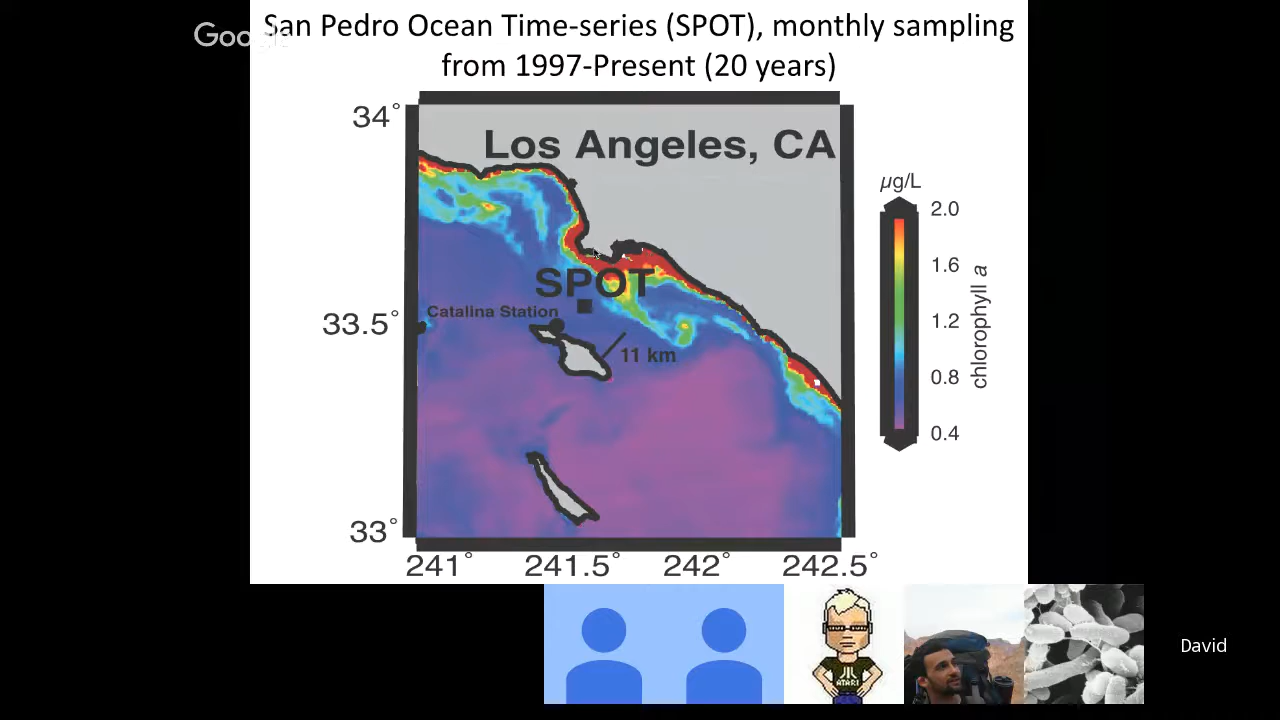 San Pedro Ocean Time-series (SPOT), monthly sampling
from 1997-Present (20 years)
Goo
34°
Los Angeles, CA
µg/L
2.0
1.6
SPOT
Catalina Station
33.5°
1.2
chlorophyll a
11 km
0.8
0.4
33°
241° 241.5° 242° 242.5°
ATARI
David